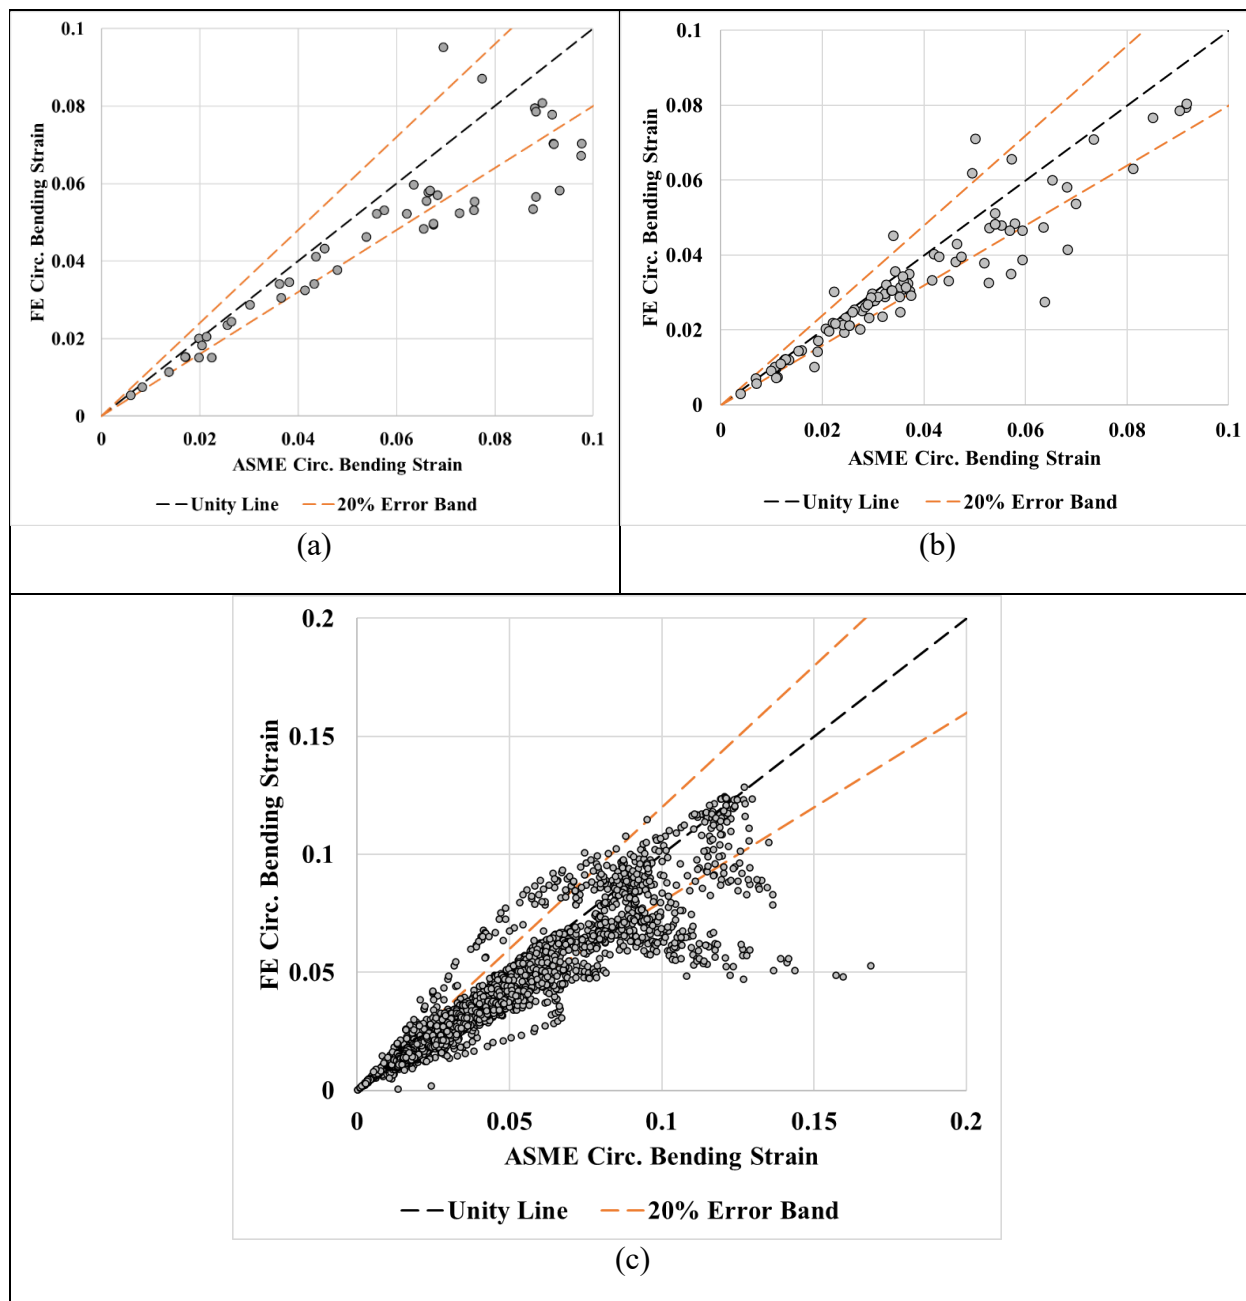 0.1
0.08
0.06
0.04
0.02
0
FE Circ. Bending Strain
0 0.02 0.04 0.06 0.08 0.1
ASME Circ. Bending Strain
Unity Line 20% Error Band
(a)
0.1
0.08
0.06
0.04
0.02
0
FE Circ. Bending Strain
0 0.02 0.04 0.06 0.08 0.1
ASME Circ. Bending Strain
Unity Line 20% Error Band
(b)
0.2
0.15
0.1
0.05
0
FE Circ. Bending Strain
0 0.05 0.1 0.15 0.2
ASME Circ. Bending Strain
Unity Line 20% Error Band
(c)